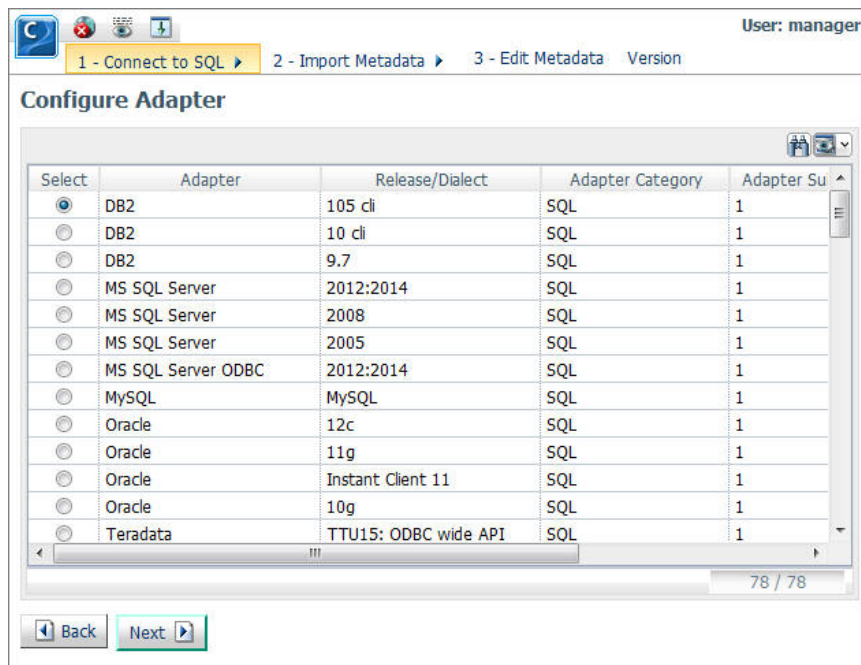 User: manager
1 - Connect to SQL 2 - Import Metadata 3 - Edit Metadata Version
Configure Adapter
Select Adapter Release/Dialect Adapter Category Adapter Su
DB2 105 cli SQL 1
DB2 10 cli SQL 1
DB2 9.7 SQL 1
MS SQL Server 2012:2014 SQL 1
MS SQL Server 2008 SQL 1
MS SQL Server 2005 SQL 1
MS SQL Server ODBC 2012:2014 SQL 1
MySQL MySQL SQL 1
Oracle 12c SQL 1
Oracle 11g SQL 1
Oracle Instant Client 11 SQL 1
Oracle 10g SQL 1
Teradata TTU15: ODBC wide API SQL 1
78 / 78
Back Next